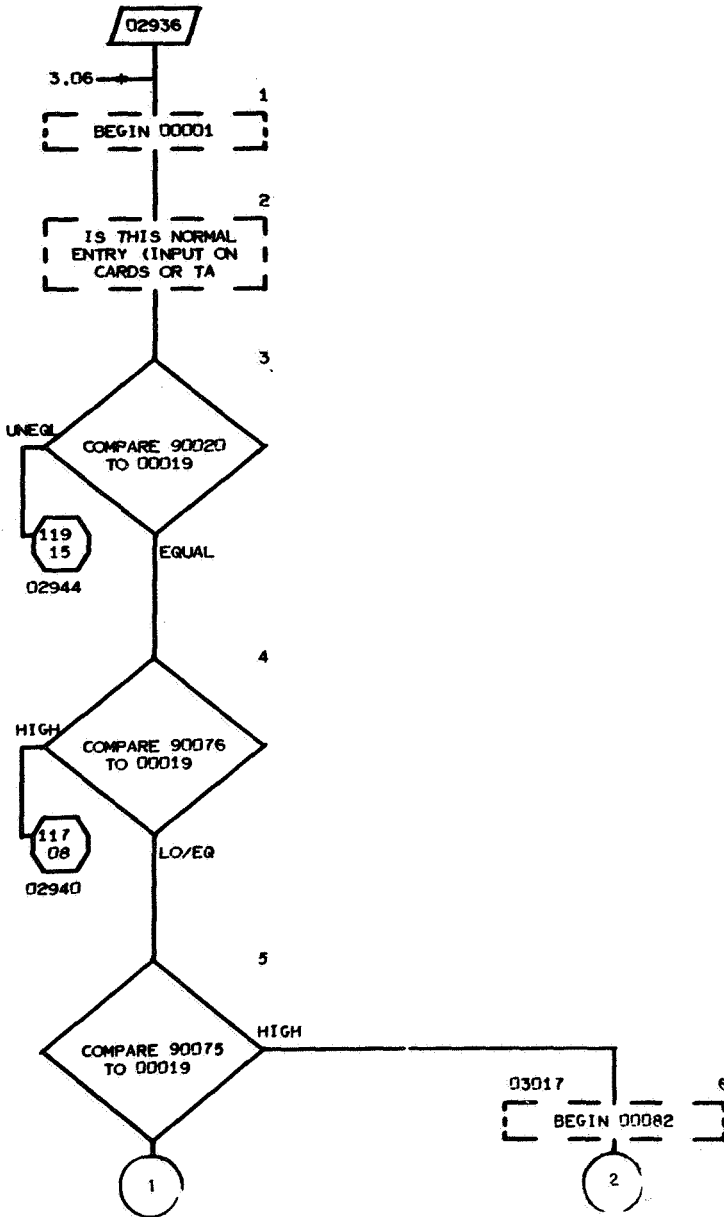 02936
3.06
1
BEGIN 00001
2
IS THIS NORMAL
ENTRY (INPUT ON
CARDS OR TA
3
UNEQL
COMPARE 90020
TO 00019
119
15
02944
EQUAL
4
HIGH
COMPARE 90076
TO 00019
117
08
02940
LO/EQ
5
COMPARE 90075
TO 00019
HIGH
03017
6
BEGIN 00082
1
2